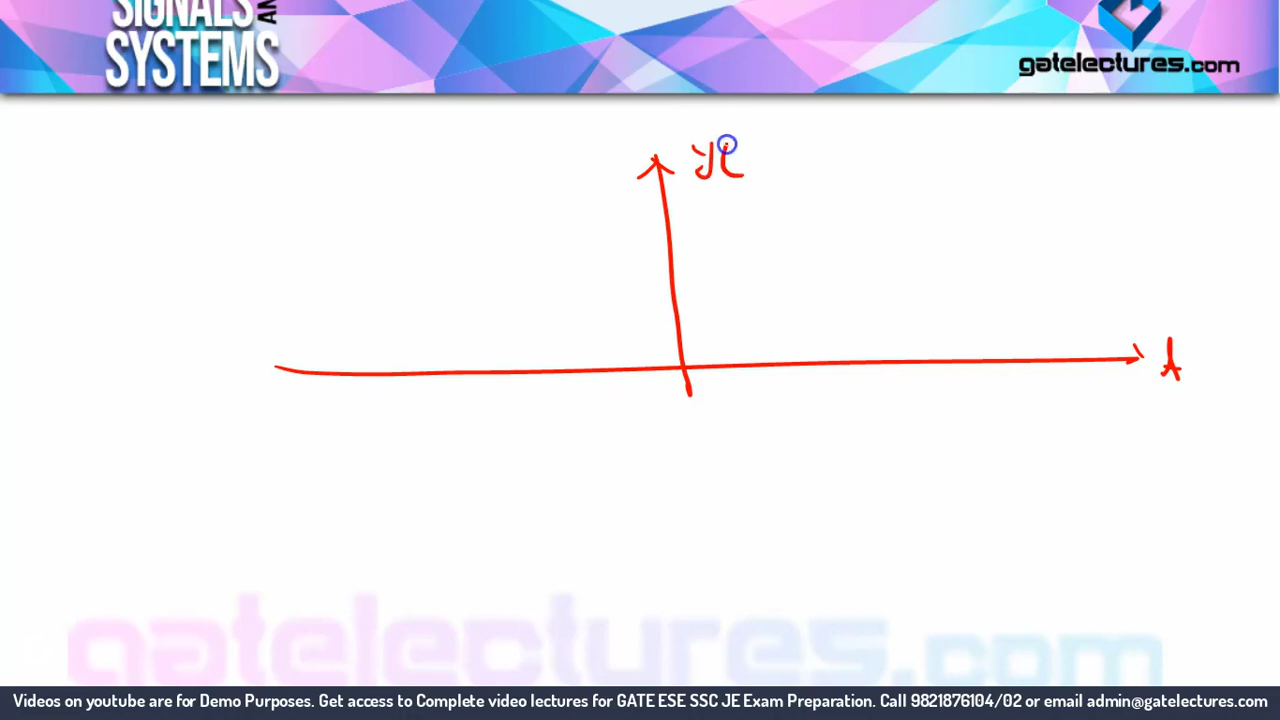 SIGNALS AND
SYSTEMS
gatelectures.com
t
gatelectures.com
Videos on youtube are for Demo Purposes. Get access to Complete video lectures for GATE ESE SSC JE Exam Preparation. Call 9821876104/02 or email admin@gatelectures.com